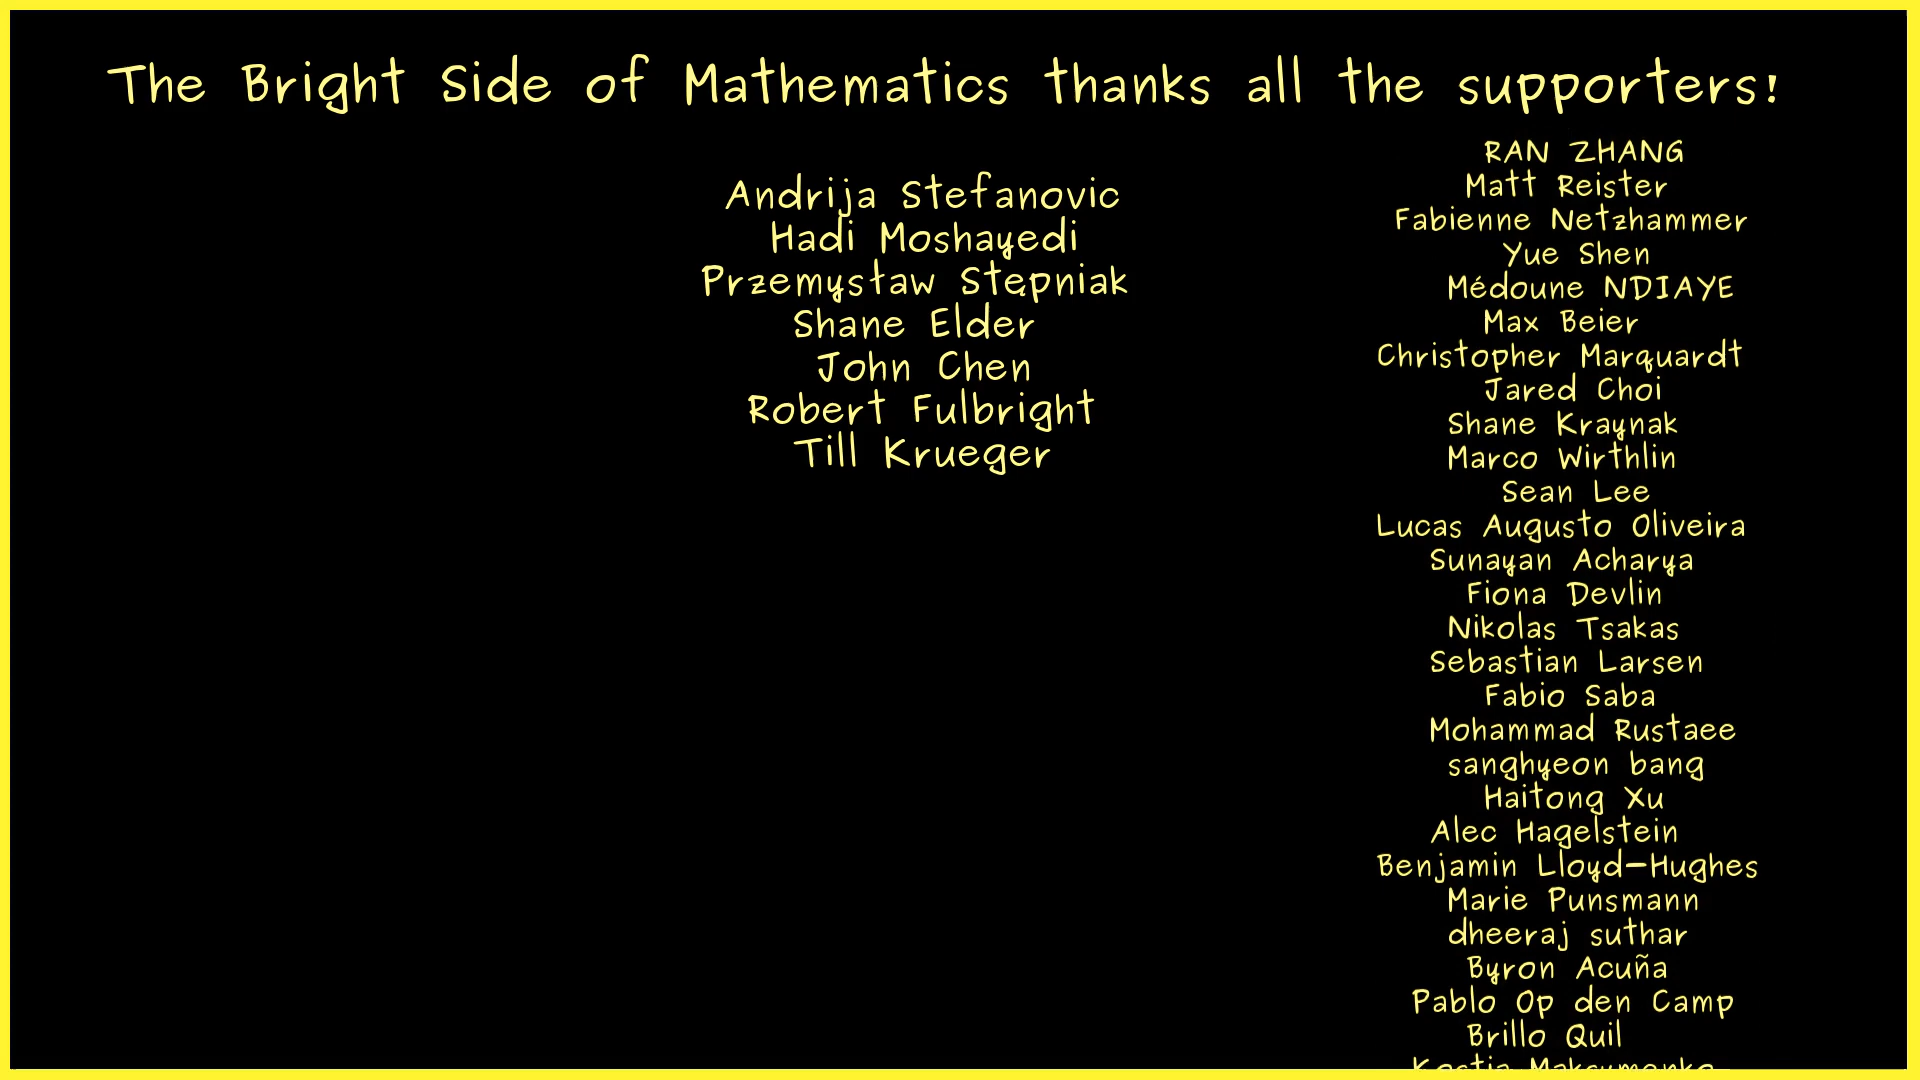 The Bright Side of Mathematics thanks all the supporters!
Andrija Stefanovic
Hadi Moshayedi
Przemysław Stępniak
Shane Elder
John Chen
Robert Fulbright
Till Krueger
RAN ZHANG
Matt Reister
Fabienne Netzhammer
Yue Shen
Médoune NDIAYE
Max Beier
Christopher Marquardt
Jared Choi
Shane Kraynak
Marco Wirthlin
Sean Lee
Lucas Augusto Oliveira
Sunayan Acharya
Fiona Devlin
Nikolas Tsakas
Sebastian Larsen
Fabio Saba
Mohammad Rustaee
sanghyeon bang
Haitong Xu
Alec Hagelstein
Benjamin Lloyd-Hughes
Marie Punsmann
dheeraj suthar
Byron Acuña
Pablo Op den Camp
Brillo Quil